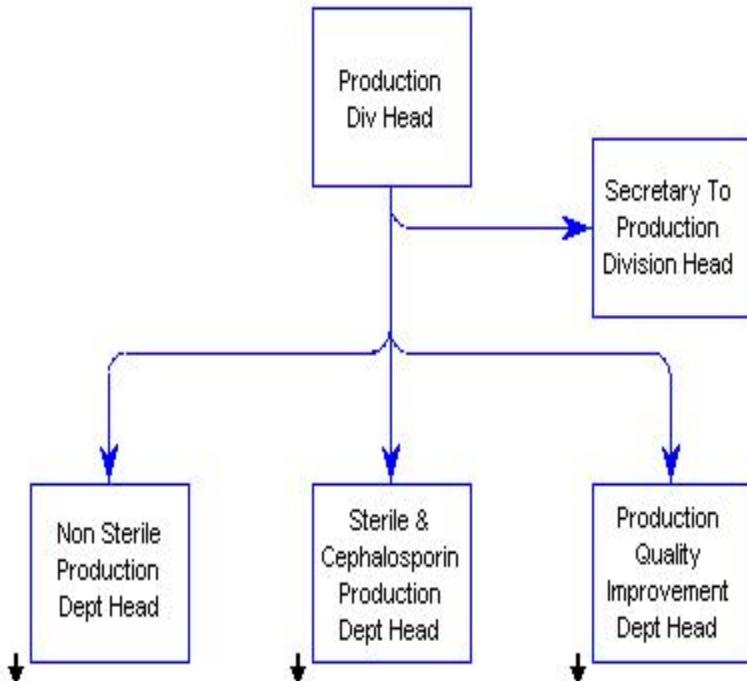 Production
Div Head
Secretary To
Production
Division Head
Non Sterile
Production
Dept Head
Sterile &
Cephalosporin
Production
Dept Head
Production
Quality
Improvement
Dept Head